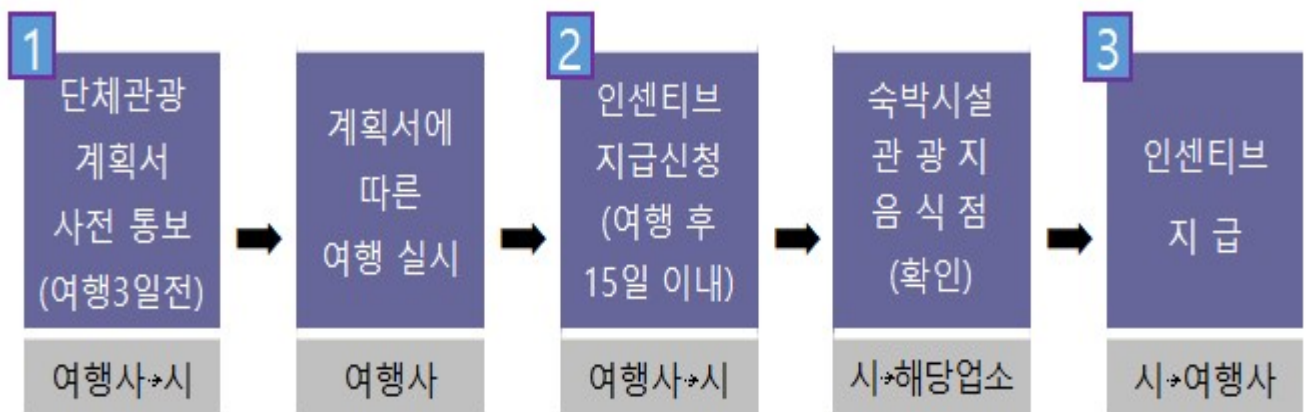 1
단체관광
계획서
사전 통보
(여행3일전)
여행사→시
계획서에
따른
여행 실시
여행사
2
인센티브
지급신청
(여행 후
15일 이내)
여행사→시
숙박시설
관 광 지
음 식 점
(확인)
시→해당업소
3
인센티브
지 급
시→여행사